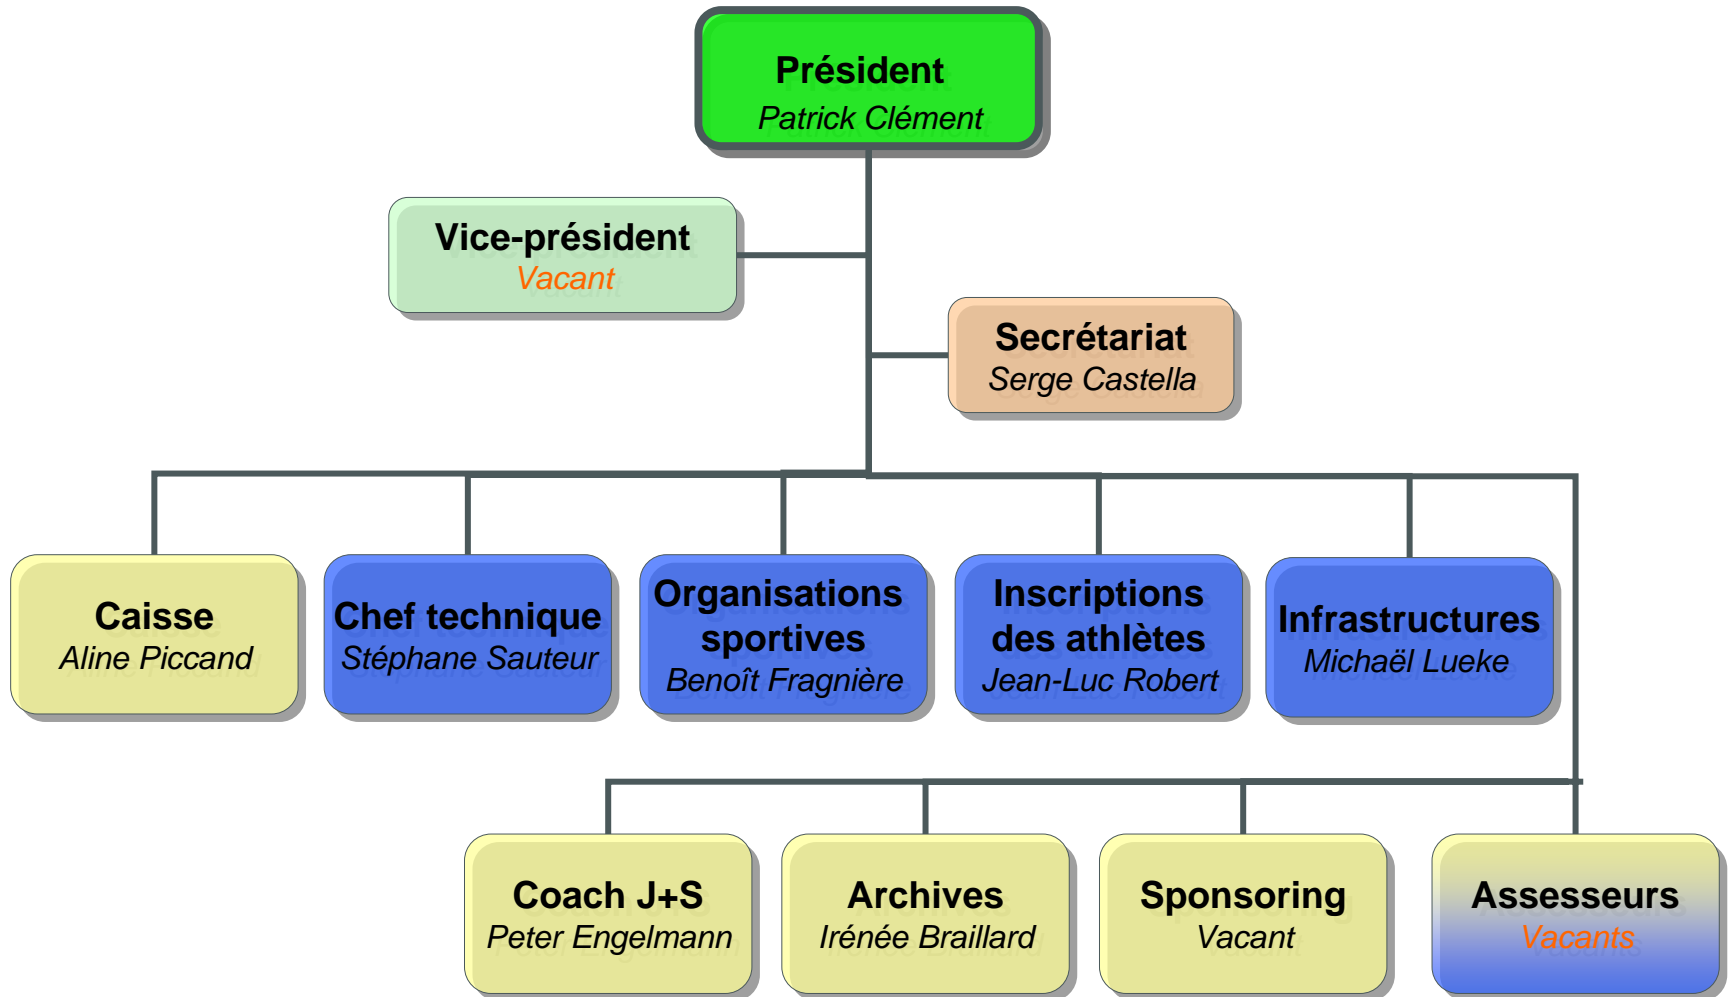 Président
Patrick Clément
Vice-président
Vacant
Secrétariat
Serge Castella
Caisse
Aline Piccand
Chef technique
Stéphane Sauteur
Organisations
sportives
Benoît Fragnière
Inscriptions
des athlètes
Jean-Luc Robert
Infrastructures
Michaël Lueke
Coach J+S
Peter Engelmann
Archives
Irénée Braillard
Sponsoring
Vacant
Assesseurs
Vacants